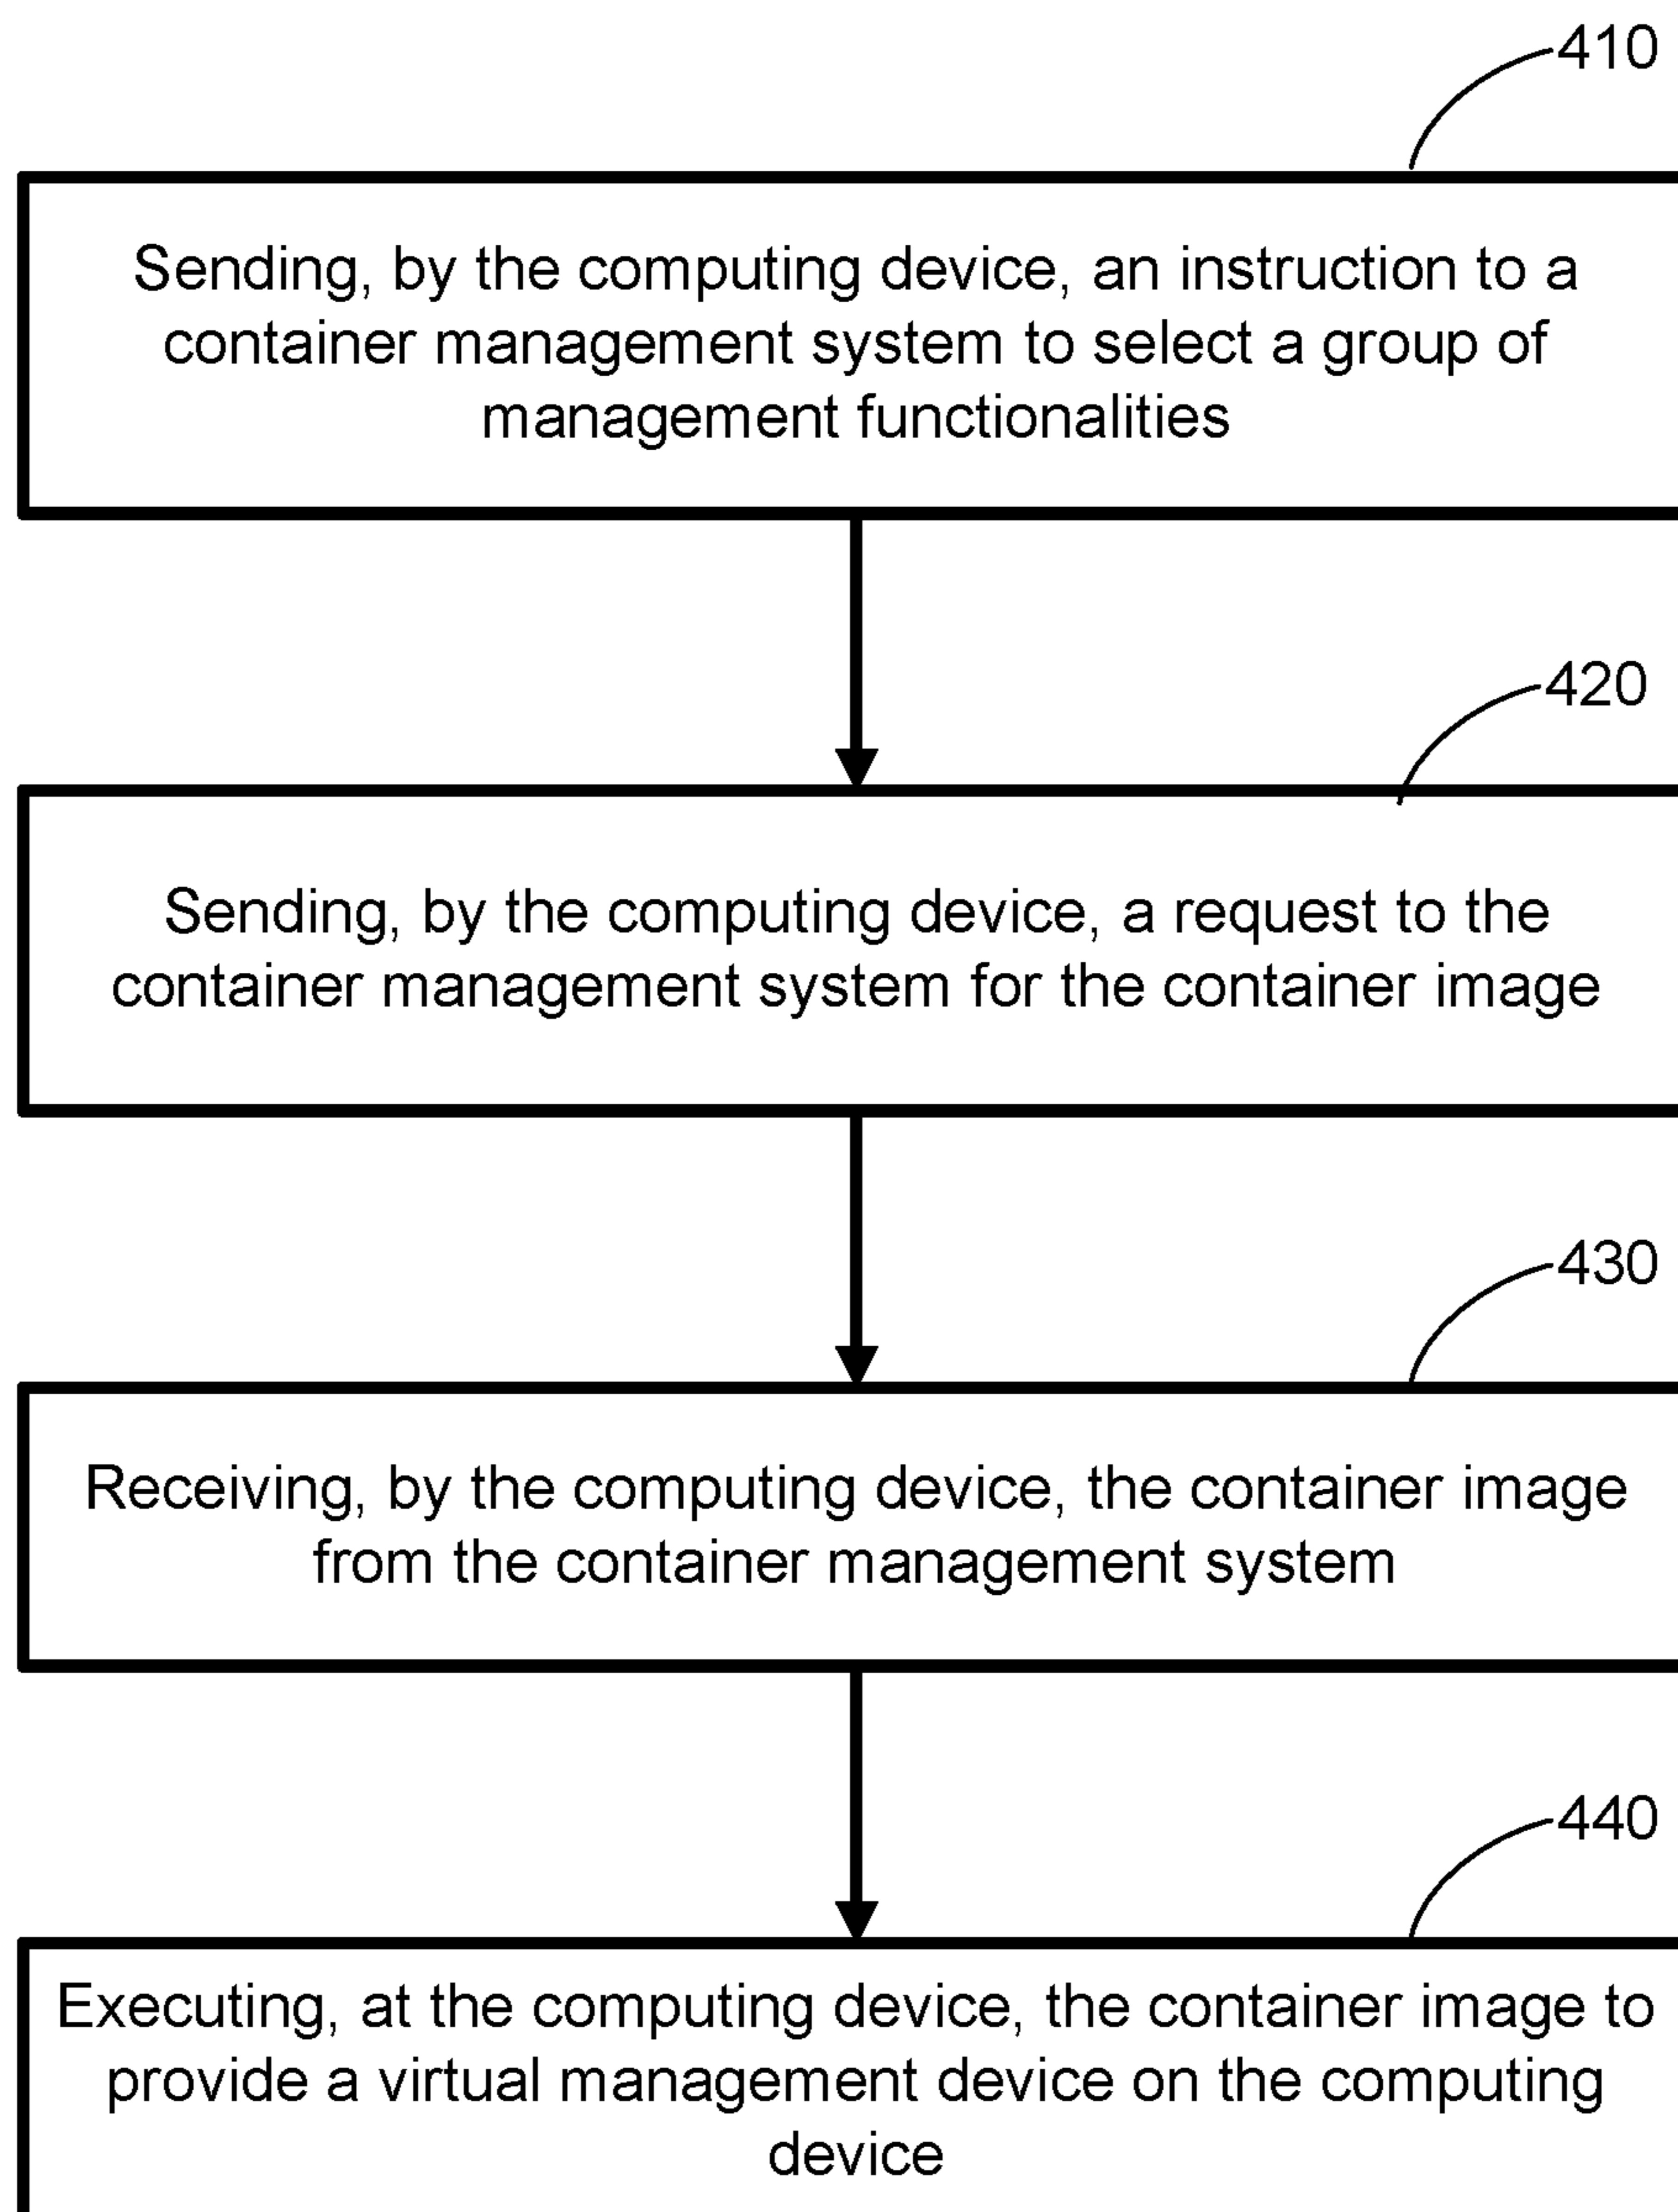 410
Sending, by the computing device, an instruction to a
container management system to select a group of
management functionalities
420
Sending, by the computing device, a request to the
container management system for the container image
430
Receiving, by the computing device, the container image
from the container management system
440
Executing, at the computing device, the container image to
provide a virtual management device on the computing
device